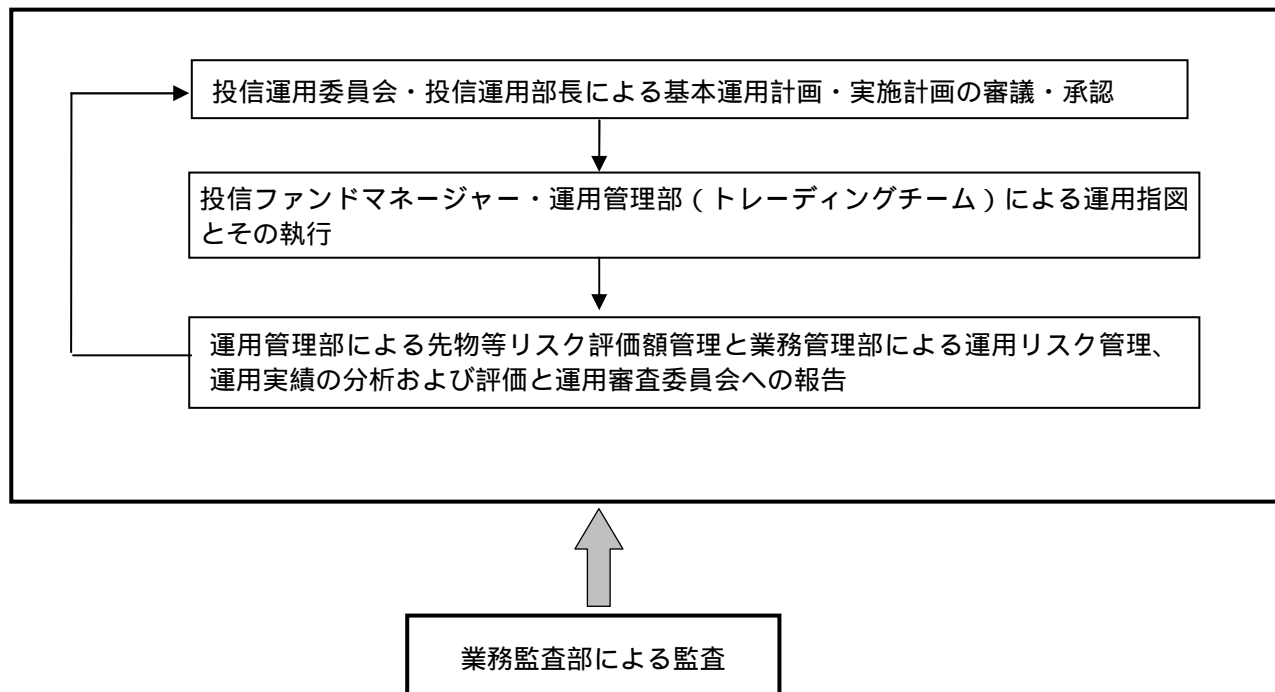 投信運用委員会・投信運用部長による基本運用計画・実施計画の審議・承認
投信ファンドマネージャー・運用管理部（トレーディングチーム）による運用指図
とその執行
運用管理部による先物等リスク評価額管理と業務管理部による運用リスク管理、
運用実績の分析および評価と運用審査委員会への報告
業務監査部による監査